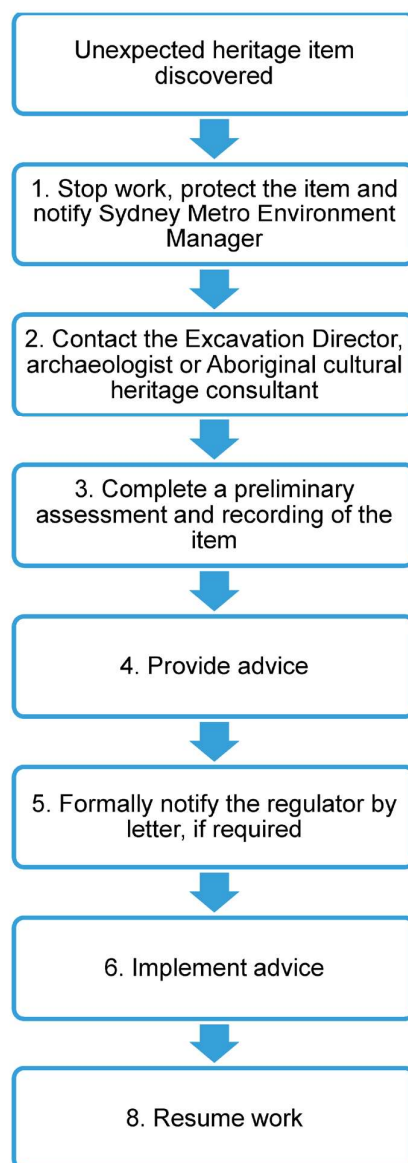 Unexpected heritage item
discovered
1. Stop work, protect the item and
notify Sydney Metro Environment
Manager
2. Contact the Excavation Director,
archaeologist or Aboriginal cultural
heritage consultant
3. Complete a preliminary
assessment and recording of the
item
4. Provide advice
5. Formally notify the regulator by
letter, if required
6. Implement advice
8. Resume work